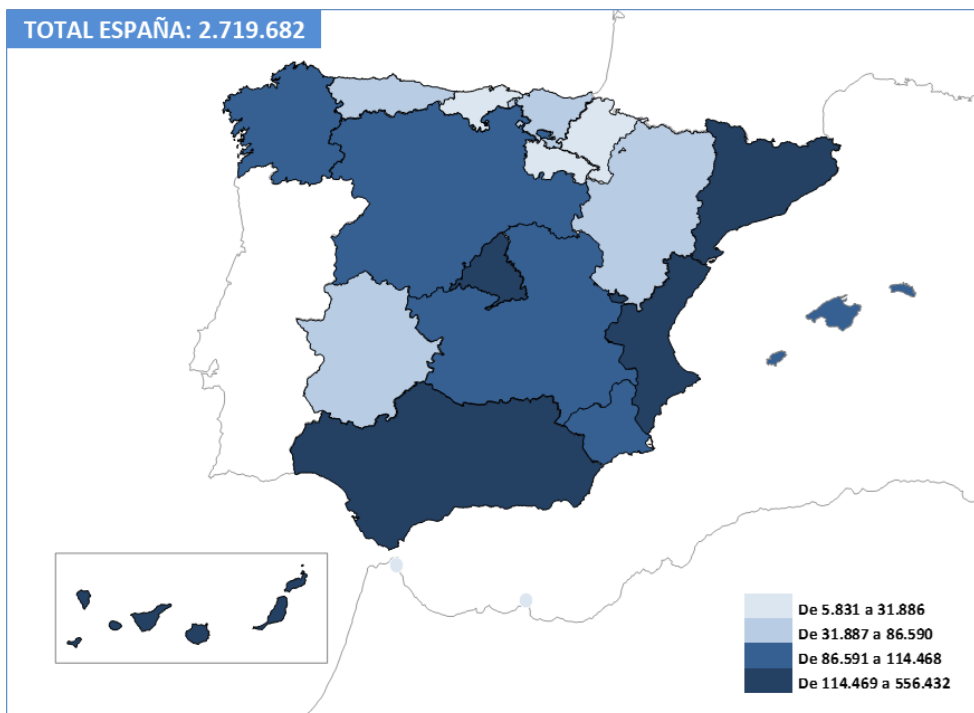 TOTAL ESPAÑA: 2.719.682
De 5.831 a 31.886
De 31.887 a 86.590
De 86.591 a 114.468
De 114.469 a 556.432